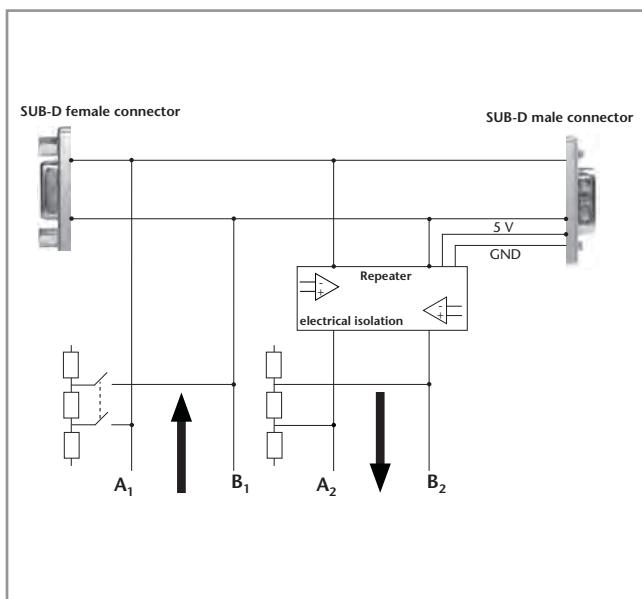 SUB-D female connector
SUB-D male connector
5 V
GND
Repeater
electrical isolation
A₁
B₁
A₂
B₂